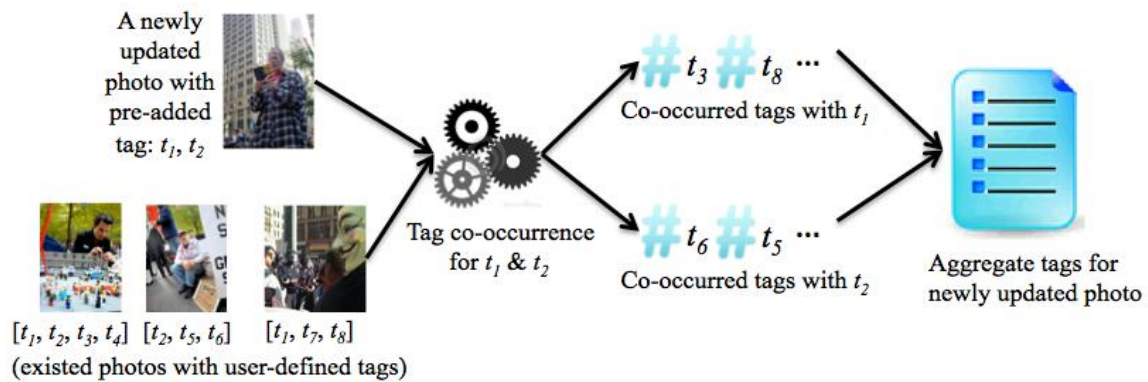 A newly
updated
photo with
pre-added
tag: t1, t2
[t1, t2, t3, t4] [t2, t5, t6] [t1, t7, t8]
(existed photos with user-defined tags)
Tag co-occurrence
for t1 & t2
# t3 # t8 ...
Co-occurred tags with t1
# t6 # t5 ...
Co-occurred tags with t2
Aggregate tags for
newly updated photo